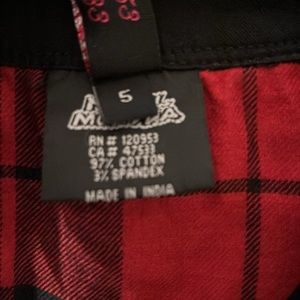 5
RN # 120953
CA # 47533
97% COTTON
3% SPANDEX
MADE IN INDIA